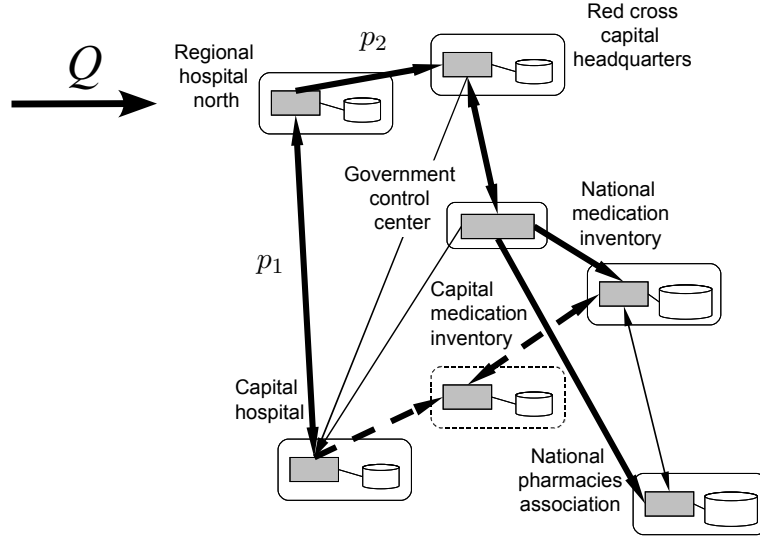 Q
Regional
hospital
north
p2
Red cross
capital
headquarters
Government
control
center
National
medication
inventory
p1
Capital
medication
inventory
Capital
hospital
National
pharmacies
association